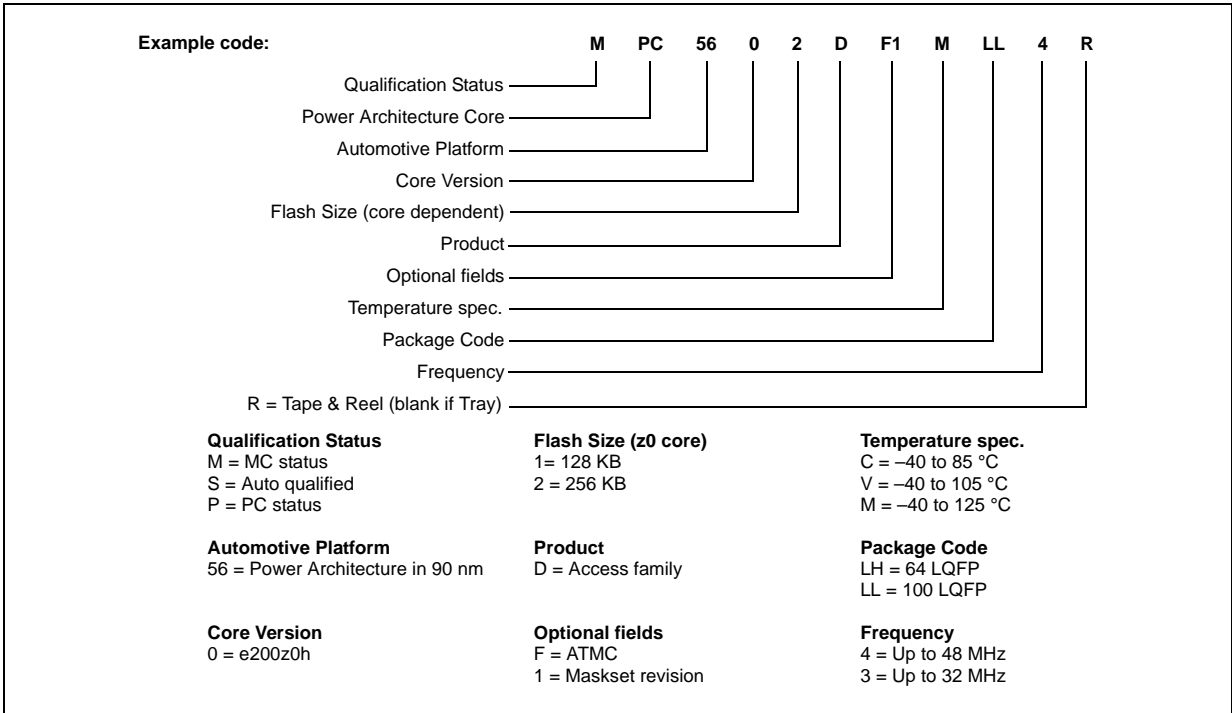 Example code: M PC 56 0 2 D F1 M LL 4 R
Qualification Status
Power Architecture Core
Automotive Platform
Core Version
Flash Size (core dependent)
Product
Optional fields
Temperature spec.
Package Code
Frequency
R = Tape & Reel (blank if Tray)
Qualification Status
M = MC status
S = Auto qualified
P = PC status
Flash Size (z0 core)
1= 128 KB
2 = 256 KB
Temperature spec.
C = –40 to 85 °C
V = –40 to 105 °C
M = –40 to 125 °C
Automotive Platform
56 = Power Architecture in 90 nm
Product
D = Access family
Package Code
LH = 64 LQFP
LL = 100 LQFP
Core Version
0 = e200z0h
Optional fields
F = ATMC
1 = Maskset revision
Frequency
4 = Up to 48 MHz
3 = Up to 32 MHz